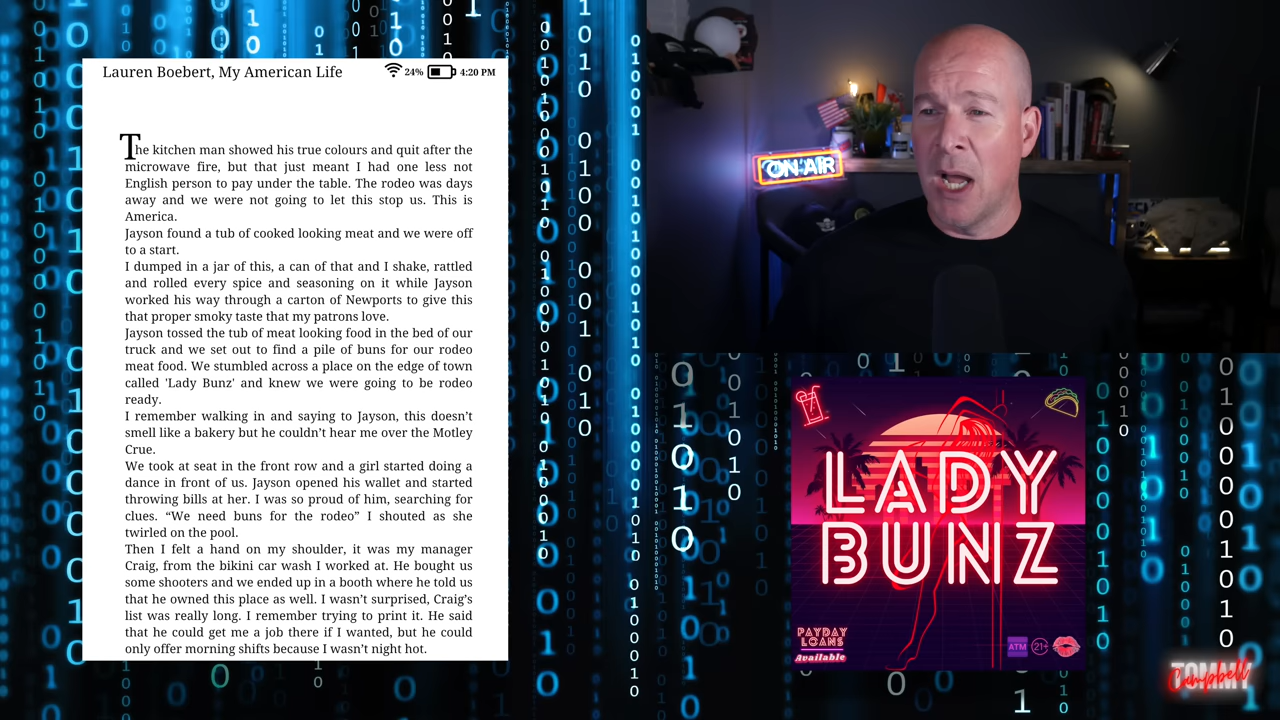 Lauren Boebert, My American Life
24%
4:20 PM
The kitchen man showed his true colours and quit after the
microwave fire, but that just meant I had one less not
English person to pay under the table. The rodeo was days
away and we were not going to let this stop us. This is
America.
Jayson found a tub of cooked looking meat and we were off
to a start.
I dumped in a jar of this, a can of that and I shake, rattled
and rolled every spice and seasoning on it while Jayson
worked his way through a carton of Newports to give this
that proper smoky taste that my patrons love.
Jayson tossed the tub of meat looking food in the bed of our
truck and we set out to find a pile of buns for our rodeo
meat food. We stumbled across a place on the edge of town
called 'Lady Bunz' and knew we were going to be rodeo
ready.
I remember walking in and saying to Jayson, this doesn’t
smell like a bakery but he couldn’t hear me over the Motley
Crue.
We took at seat in the front row and a girl started doing a
dance in front of us. Jayson opened his wallet and started
throwing bills at her. I was so proud of him, searching for
clues. “We need buns for the rodeo” I shouted as she
twirled on the pool.
Then I felt a hand on my shoulder, it was my manager
Craig, from the bikini car wash I worked at. He bought us
some shooters and we ended up in a booth where he told us
that he owned this place as well. I wasn’t surprised, Craig’s
list was really long. I remember trying to print it. He said
that he could get me a job there if I wanted, but he could
only offer morning shifts because I wasn’t night hot.
ON AIR
LADY
BUNZ
PAYDAY
LOANS
Available
ATM
21+
TOMMY
Campbell